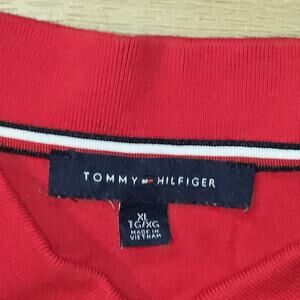 TOMMY HILFIGER
XL
TG/XG
MADE IN
VIETNAM